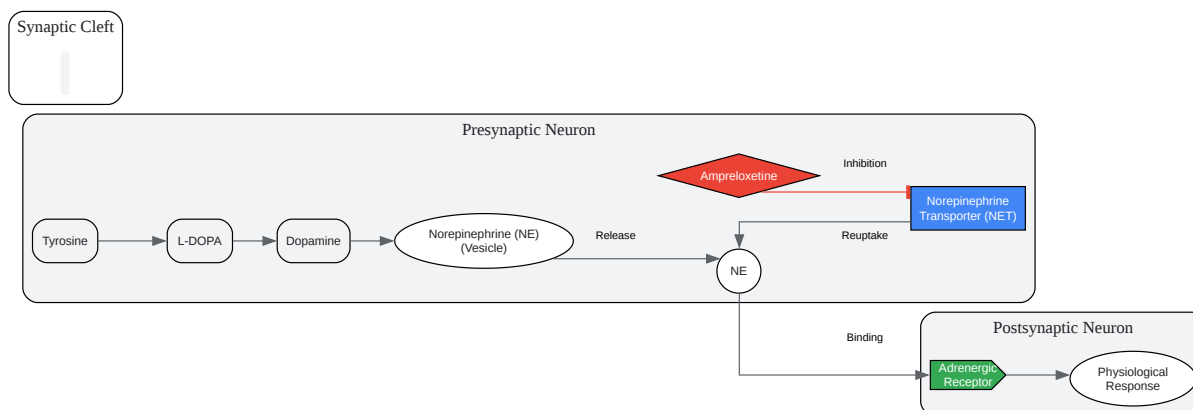 Synaptic Cleft
Presynaptic Neuron
Ampreloxetine
Inhibition
Norepinephrine
Transporter (NET)
Tyrosine
L-DOPA
Dopamine
Norepinephrine (NE)
(Vesicle)
Release
Reuptake
NE
Binding
Postsynaptic Neuron
Adrenergic
Receptor
Physiological
Response